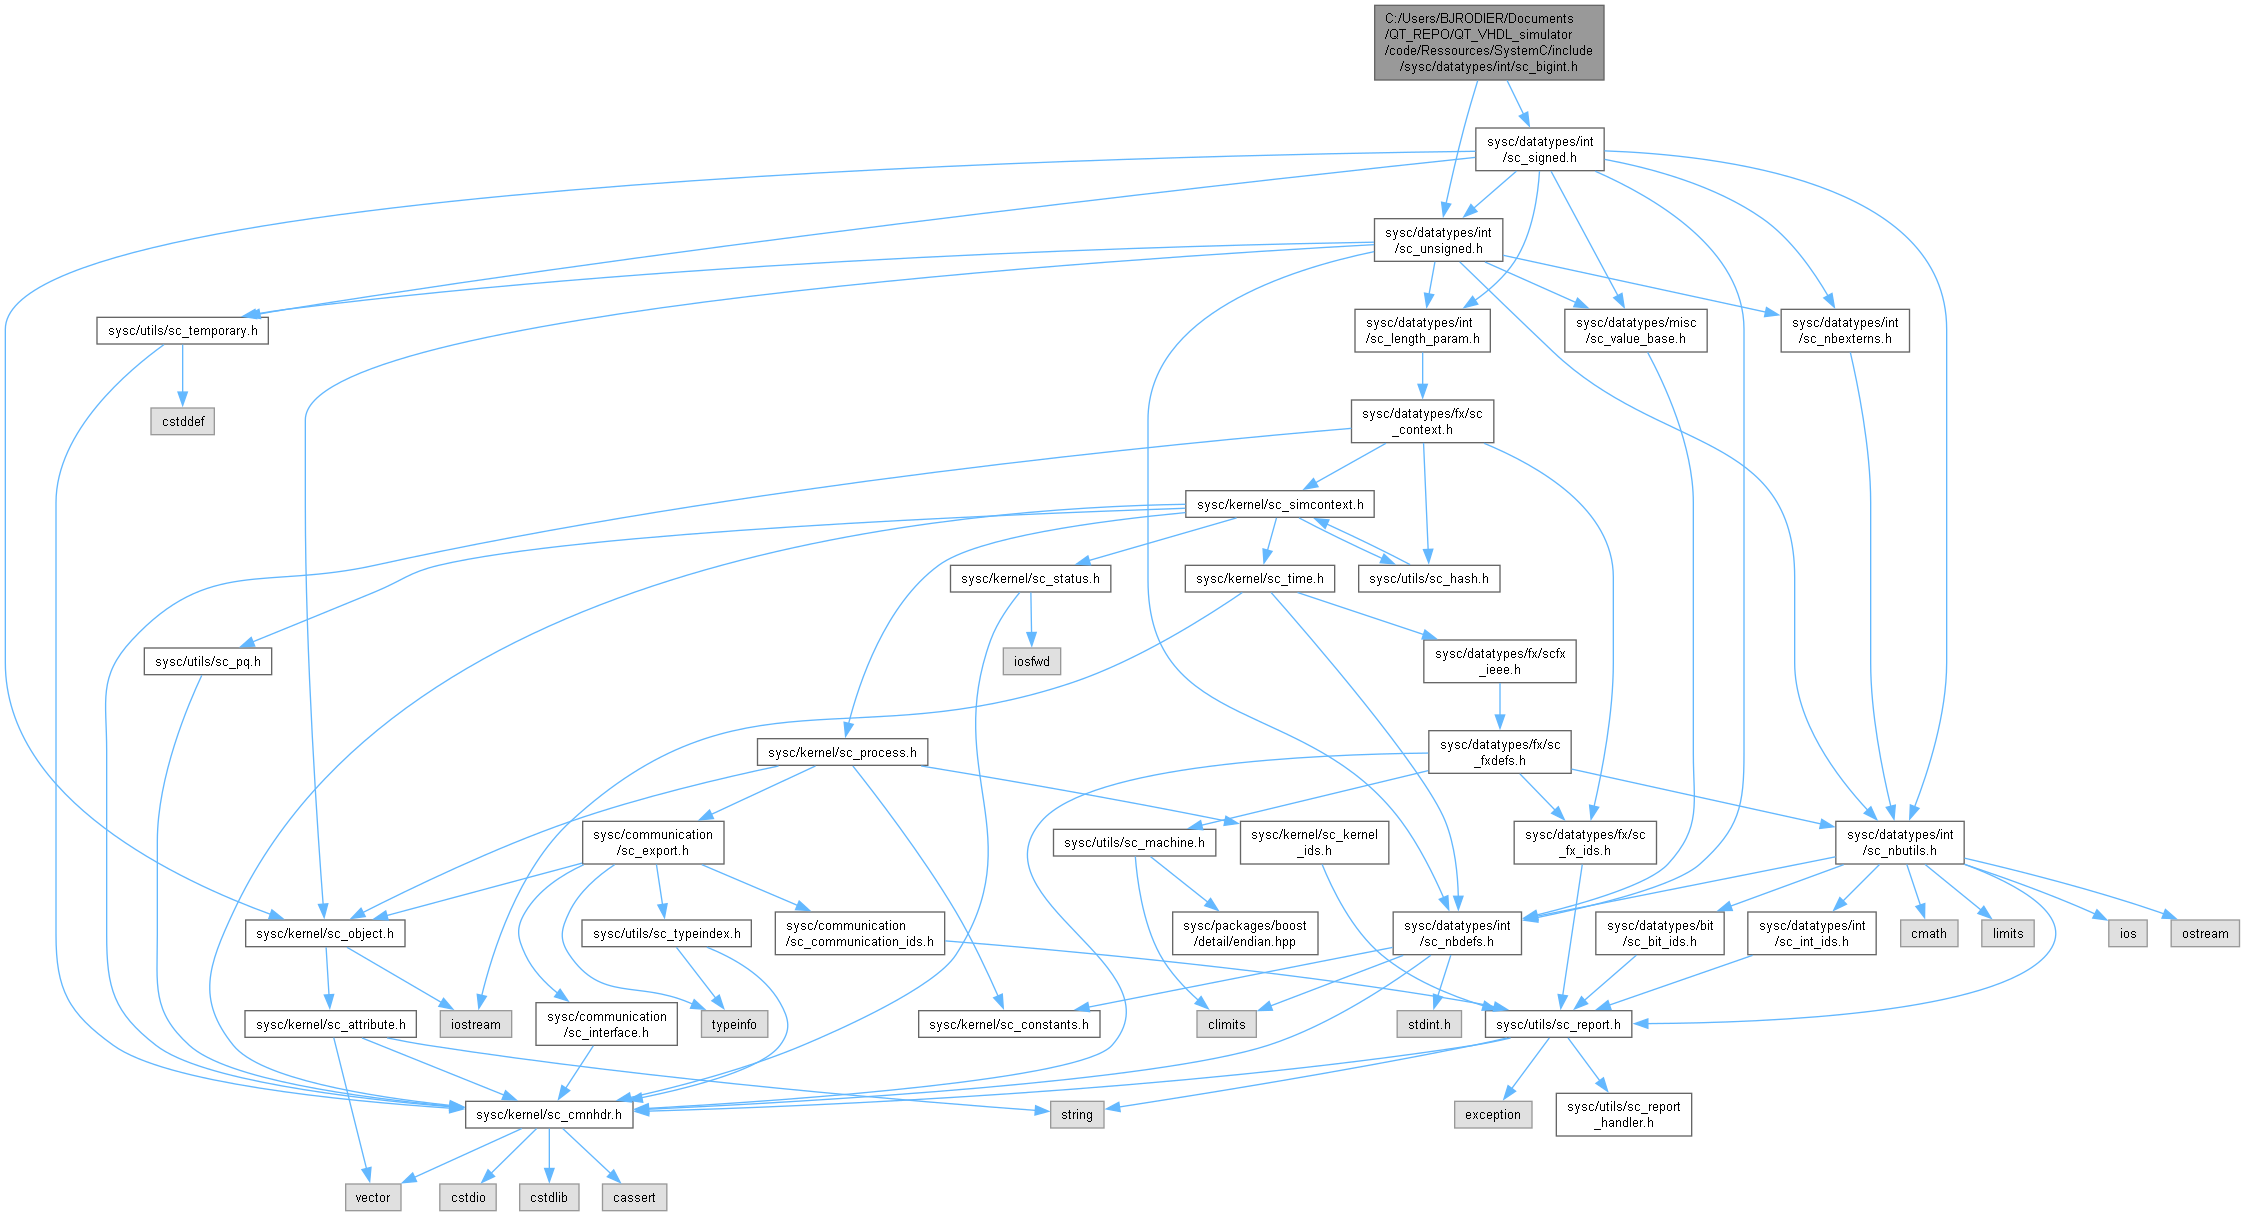 C:/Users/BJRODIER/Documents
/QT_REPO/QT_VHDL_simulator
/code/Ressources/SystemC/include
/sysc/datatypes/int/sc_bigint.h
sysc/datatypes/int
/sc_signed.h
sysc/datatypes/int
/sc_unsigned.h
sysc/utils/sc_temporary.h
sysc/datatypes/int
/sc_length_param.h
sysc/datatypes/misc
/sc_value_base.h
sysc/datatypes/int
/sc_nbexterns.h
cstddef
sysc/datatypes/fx/sc
_context.h
sysc/kernel/sc_simcontext.h
sysc/kernel/sc_status.h
sysc/kernel/sc_time.h
sysc/utils/sc_hash.h
sysc/utils/sc_pq.h
iosfwd
sysc/datatypes/fx/scfx
_ieee.h
sysc/kernel/sc_process.h
sysc/datatypes/fx/sc
_fxdefs.h
sysc/communication
/sc_export.h
sysc/utils/sc_machine.h
sysc/kernel/sc_kernel
_ids.h
sysc/datatypes/fx/sc
_fx_ids.h
sysc/datatypes/int
/sc_nbutils.h
sysc/kernel/sc_object.h
sysc/utils/sc_typeindex.h
sysc/communication
/sc_communication_ids.h
sysc/packages/boost
/detail/endian.hpp
sysc/datatypes/int
/sc_nbdefs.h
sysc/datatypes/bit
/sc_bit_ids.h
sysc/datatypes/int
/sc_int_ids.h
cmath
limits
ios
ostream
sysc/kernel/sc_attribute.h
iostream
sysc/communication
/sc_interface.h
typeinfo
sysc/kernel/sc_constants.h
climits
stdint.h
sysc/utils/sc_report.h
sysc/kernel/sc_cmnhdr.h
string
exception
sysc/utils/sc_report
_handler.h
vector
cstdio
cstdlib
cassert